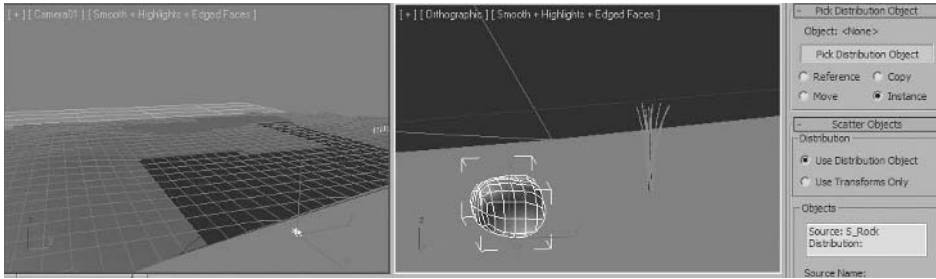 [ + ] [ Camera01 ] [ Smooth + Highlights + Edged Faces ]
[ + ] [ Orthographic ] [ Smooth + Highlights + Edged Faces ]
- Pick Distribution Object
Object: <None>
Pick Distribution Object
Reference Copy
Move Instance
- Scatter Objects
Distribution
Use Distribution Object
Use Transforms Only
Objects
Source: S_Rock
Distribution:
Source Name: